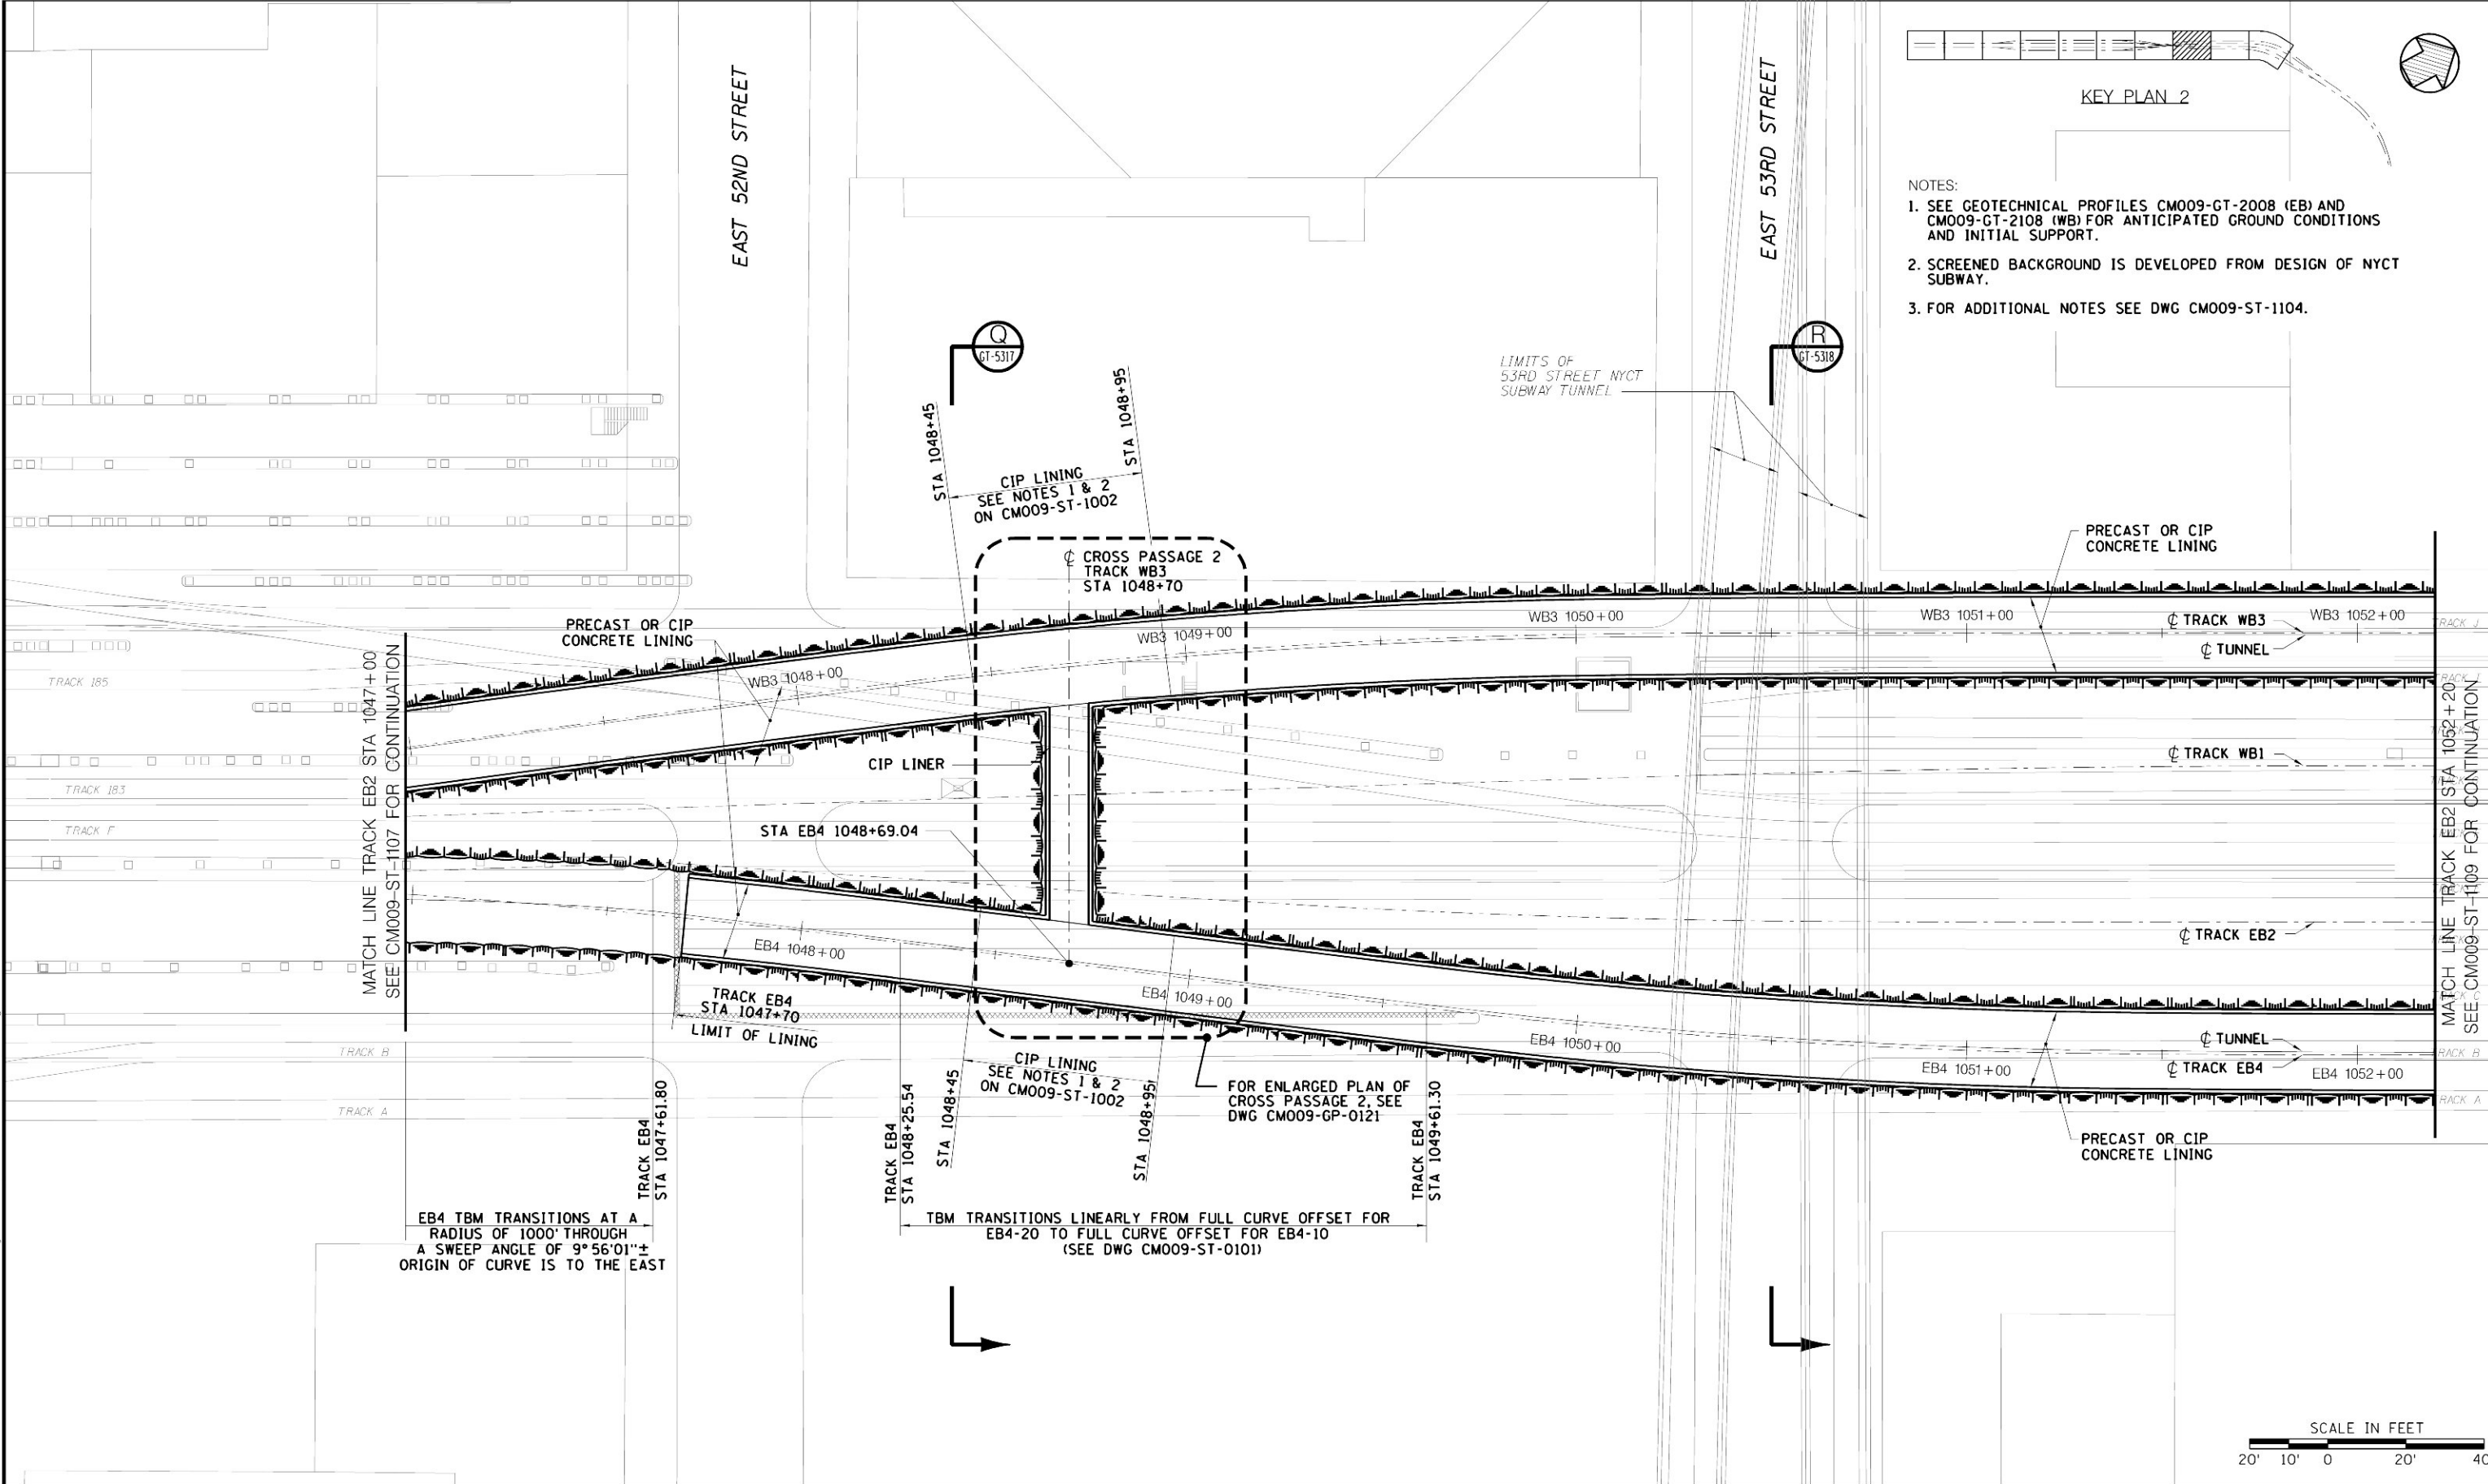 EAST 52ND STREET
EAST 53RD STREET
KEY PLAN 2
NOTES:
1. SEE GEOTECHNICAL PROFILES CM009-GT-2008 (EB) AND
CM009-GT-2108 (WB) FOR ANTICIPATED GROUND CONDITIONS
AND INITIAL SUPPORT.
2. SCREENED BACKGROUND IS DEVELOPED FROM DESIGN OF NYCT
SUBWAY.
3. FOR ADDITIONAL NOTES SEE DWG CM009-ST-1104.
Q
GT-5317
R
GT-5318
LIMITS OF
53RD STREET NYCT
SUBWAY TUNNEL
STA 1048+45
STA 1048+95
CIP LINING
SEE NOTES 1 & 2
ON CM009-ST-1002
℄ CROSS PASSAGE 2
TRACK WB3
STA 1048+70
PRECAST OR CIP
CONCRETE LINING
PRECAST OR CIP
CONCRETE LINING
WB3 1048+00
WB3 1049+00
WB3 1050+00
WB3 1051+00
WB3 1052+00
℄ TRACK WB3
℄ TUNNEL
TRACK J
TRACK 185
TRACK 183
TRACK F
MATCH LINE TRACK EB2 STA 1047+00
SEE CM009-ST-1107 FOR CONTINUATION
CIP LINER
℄ TRACK WB1
STA EB4 1048+69.04
MATCH LINE TRACK EB2 STA 1052+20
SEE CM009-ST-1109 FOR CONTINUATION
℄ TRACK EB2
EB4 1048+00
EB4 1049+00
EB4 1050+00
EB4 1051+00
EB4 1052+00
TRACK EB4
STA 1047+70
LIMIT OF LINING
℄ TUNNEL
℄ TRACK EB4
TRACK B
TRACK A
RACK B
RACK A
CIP LINING
SEE NOTES 1 & 2
ON CM009-ST-1002
STA 1048+45
STA 1048+95
FOR ENLARGED PLAN OF
CROSS PASSAGE 2, SEE
DWG CM009-GP-0121
PRECAST OR CIP
CONCRETE LINING
TRACK EB4
STA 1047+61.80
TRACK EB4
STA 1048+25.54
TRACK EB4
STA 1049+61.30
EB4 TBM TRANSITIONS AT A
RADIUS OF 1000' THROUGH
A SWEEP ANGLE OF 9°56'01"±
ORIGIN OF CURVE IS TO THE EAST
TBM TRANSITIONS LINEARLY FROM FULL CURVE OFFSET FOR
EB4-20 TO FULL CURVE OFFSET FOR EB4-10
(SEE DWG CM009-ST-0101)
SCALE IN FEET
20' 10' 0 20' 40